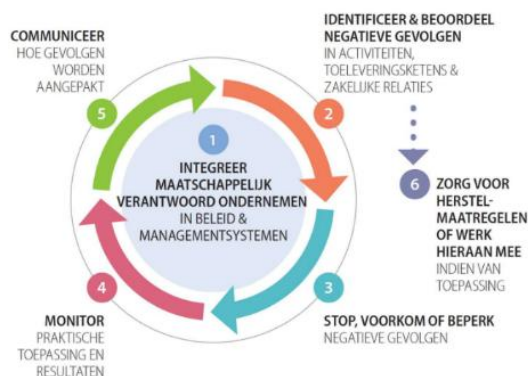 1
INTEGREER
MAATSCHAPPELIJK
VERANTWOORD ONDERNEMEN
IN BELEID &
MANAGEMENTSYSTEMEN
2
IDENTIFICEER & BEOORDEEL
NEGATIEVE GEVOLGEN
IN ACTIVITEITEN,
TOELEVERINGSKETENS &
ZAKELIJKE RELATIES
3
STOP, VOORKOM OF BEPERK
NEGATIEVE GEVOLGEN
4
MONITOR
PRAKTISCHE
TOEPASSING EN
RESULTATEN
5
COMMUNICEER
HOE GEVOLGEN
WORDEN
AANGEPAKT
6
ZORG VOOR
HERSTEL-
MAATREGELEN
OF WERK
HIERAAN MEE
INDIEN VAN
TOEPASSING